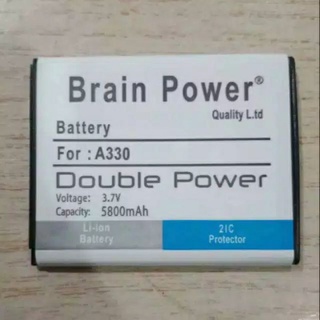 Brain Power®
Quality L.td
Battery
For : A330
Double Power
Voltage: 3.7V
Capacity: 5800mAh
Li-ion
Battery
2IC
Protector